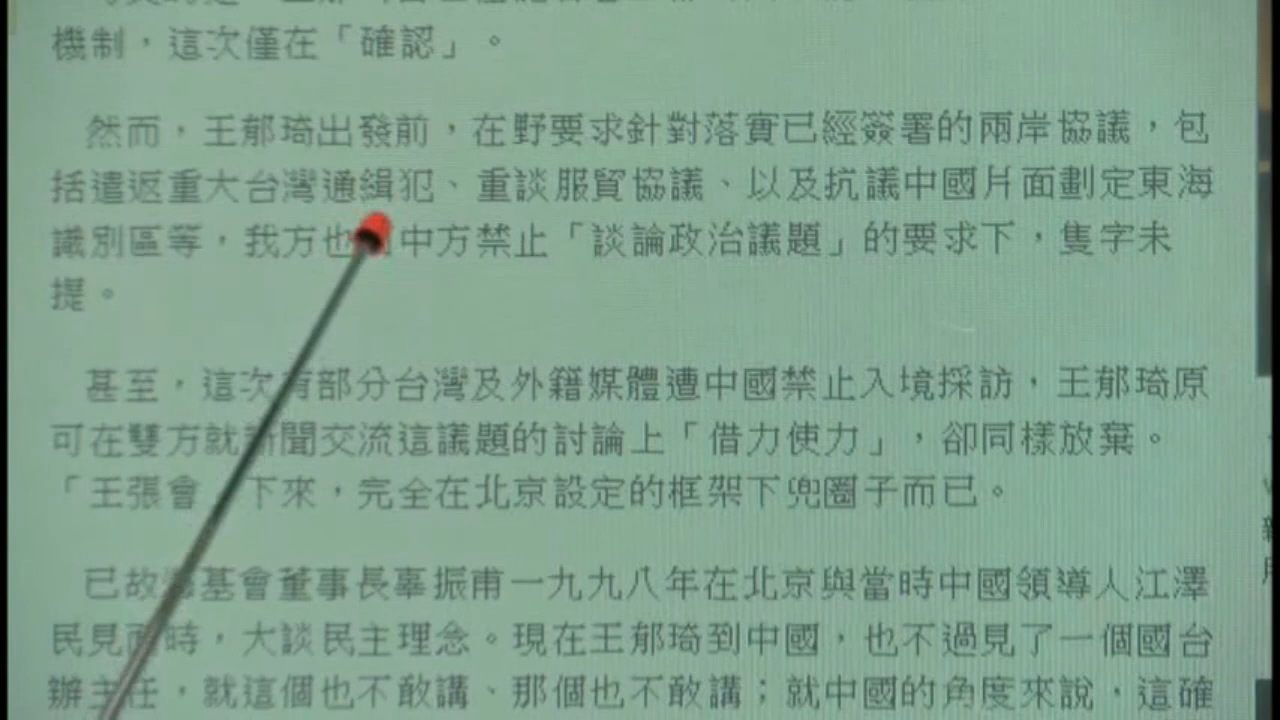 機制，這次僅在「確認」。
然而，王郁琦出發前，在野要求針對落實已經簽署的兩岸協議，包
括遣返重大台灣通緝犯、重談服貿協議、以及抗議中國片面劃定東海
識別區等，我方也 中方禁止「談論政治議題」的要求下，隻字未
提。
甚至，這次有部分台灣及外籍媒體遭中國禁止入境採訪，王郁琦原
可在雙方就新聞交流這議題的討論上「借力使力」，卻同樣放棄。
「王張會 下來，完全在北京設定的框架下兜圈子而已。
已故 基會董事長辜振甫一九九八年在北京與當時中國領導人江澤
民見面時，大談民主理念。現在王郁琦到中國，也不過見了一個國台
辦主任，就這個也不敢講、那個也不敢講；就中國的角度來說，這確